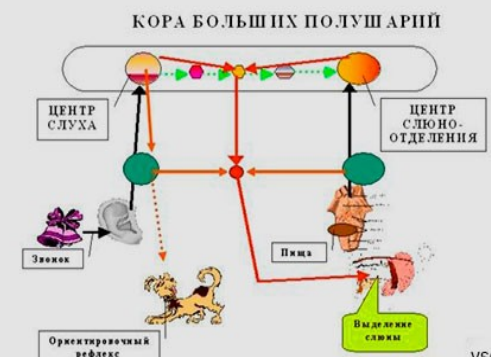 КОРА БОЛЬШИХ ПОЛУШАРИЙ
ЦЕНТР
СЛУХА
ЦЕНТР
СЛЮНО-
ОТДЕЛЕНИЯ
Звонок
Пища
Выделение
слюны
Ориентировочный
рефлекс